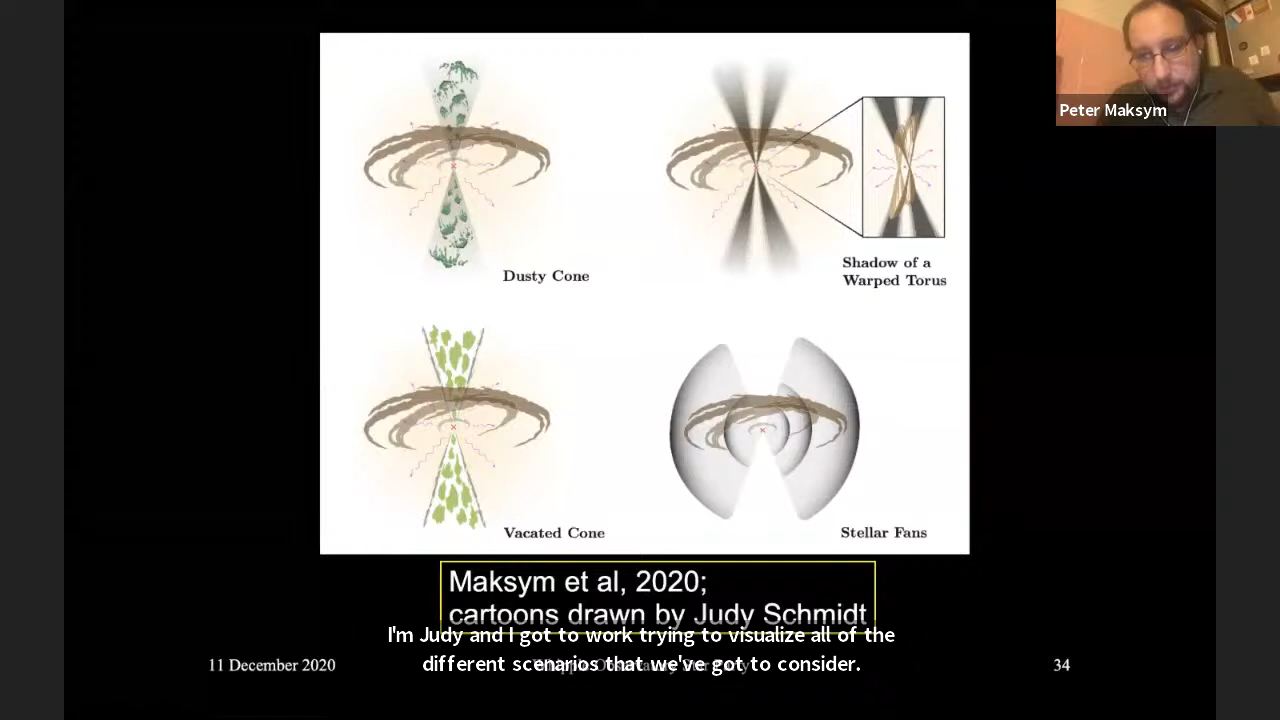 Peter Maksym
Dusty Cone
Shadow of a
Warped Torus
Vacated Cone
Stellar Fans
Maksym et al, 2020;
cartoons drawn by Judy Schmidt
I'm Judy and I got to work trying to visualize all of the
different scenarios that we've got to consider.
11 December 2020
34